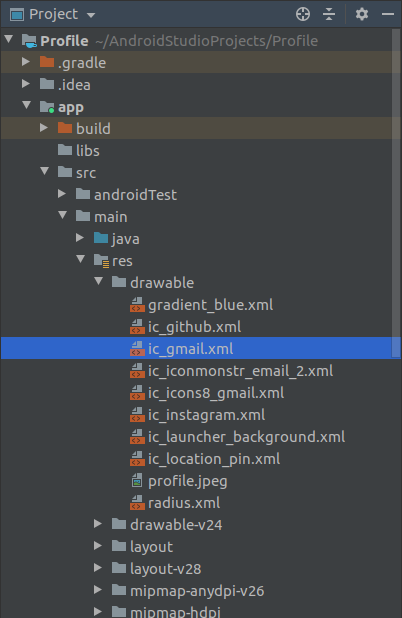 Project
Profile ~/AndroidStudioProjects/Profile
.gradle
.idea
app
build
libs
src
androidTest
main
java
res
drawable
gradient_blue.xml
ic_github.xml
ic_gmail.xml
ic_iconmonstr_email_2.xml
ic_icons8_gmail.xml
ic_instagram.xml
ic_launcher_background.xml
ic_location_pin.xml
profile.jpeg
radius.xml
drawable-v24
layout
layout-v28
mipmap-anydpi-v26
mipmap-hdpi